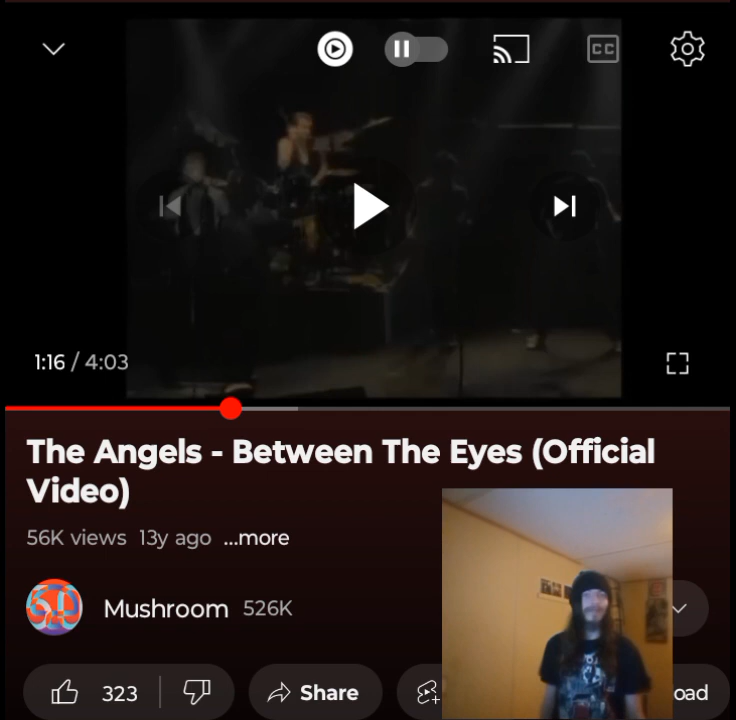 CC
1:16 / 4:03
The Angels - Between The Eyes (Official
Video)
56K views 13y ago ...more
Mushroom 526K
323 Share oad